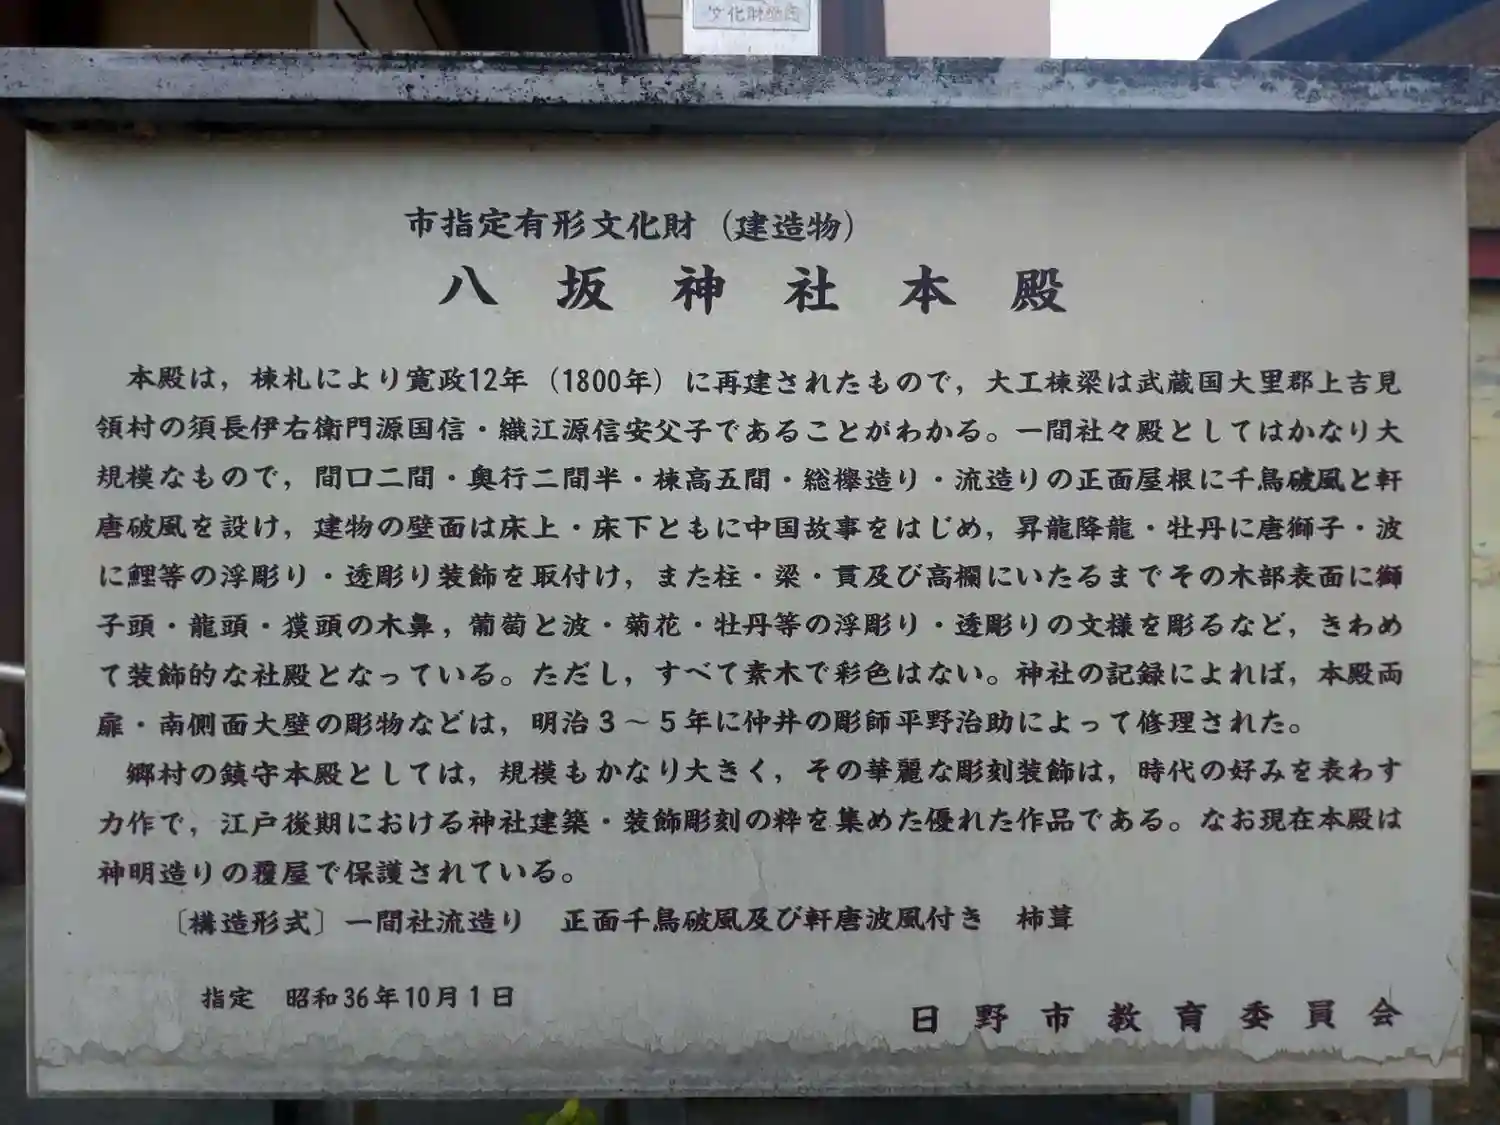 市指定有形文化財（建造物）
八坂神社本殿
本殿は，棟札により寛政12年（1800年）に再建されたもので，大工棟梁は武蔵国大里郡上吉見
領村の須長伊右衛門源国信・織江源信安父子であることがわかる。一間社々殿としてはかなり大
規模なもので，間口二間・奥行二間半・棟高五間・総欅造り・流造りの正面屋根に千鳥破風と軒
唐破風を設け，建物の壁面は床上・床下ともに中国故事をはじめ，昇龍降龍・牡丹に唐獅子・波
に鯉等の浮彫り・透彫り装飾を取付け，また柱・梁・貫及び高欄にいたるまでその木部表面に獅
子頭・龍頭・獏頭の木鼻，葡萄と波・菊花・牡丹等の浮彫り・透彫りの文様を彫るなど，きわめ
て装飾的な社殿となっている。ただし，すべて素木で彩色はない。神社の記録によれば，本殿両
扉・南側面大壁の彫物などは，明治３～５年に仲井の彫師平野治助によって修理された。
郷村の鎮守本殿としては，規模もかなり大きく，その華麗な彫刻装飾は，時代の好みを表わす
力作で，江戸後期における神社建築・装飾彫刻の粋を集めた優れた作品である。なお現在本殿は
神明造りの覆屋で保護されている。
〔構造形式〕一間社流造り　正面千鳥破風及び軒唐波風付き　柿葺
指定　昭和36年10月１日
日野市教育委員会